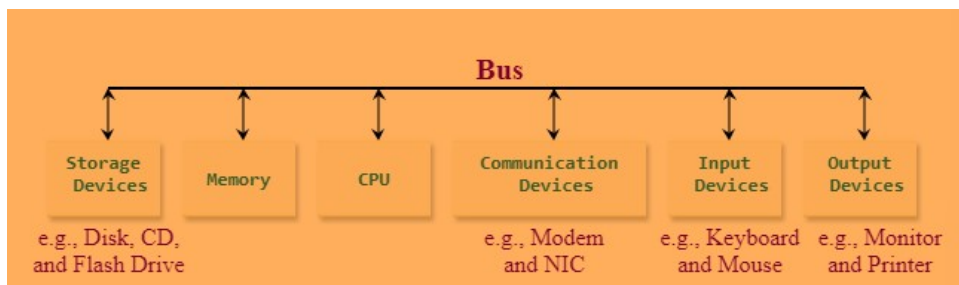 Bus
Storage
Devices
Memory
CPU
Communication
Devices
Input
Devices
Output
Devices
e.g., Disk, CD,
and Flash Drive
e.g., Modem
and NIC
e.g., Keyboard
and Mouse
e.g., Monitor
and Printer